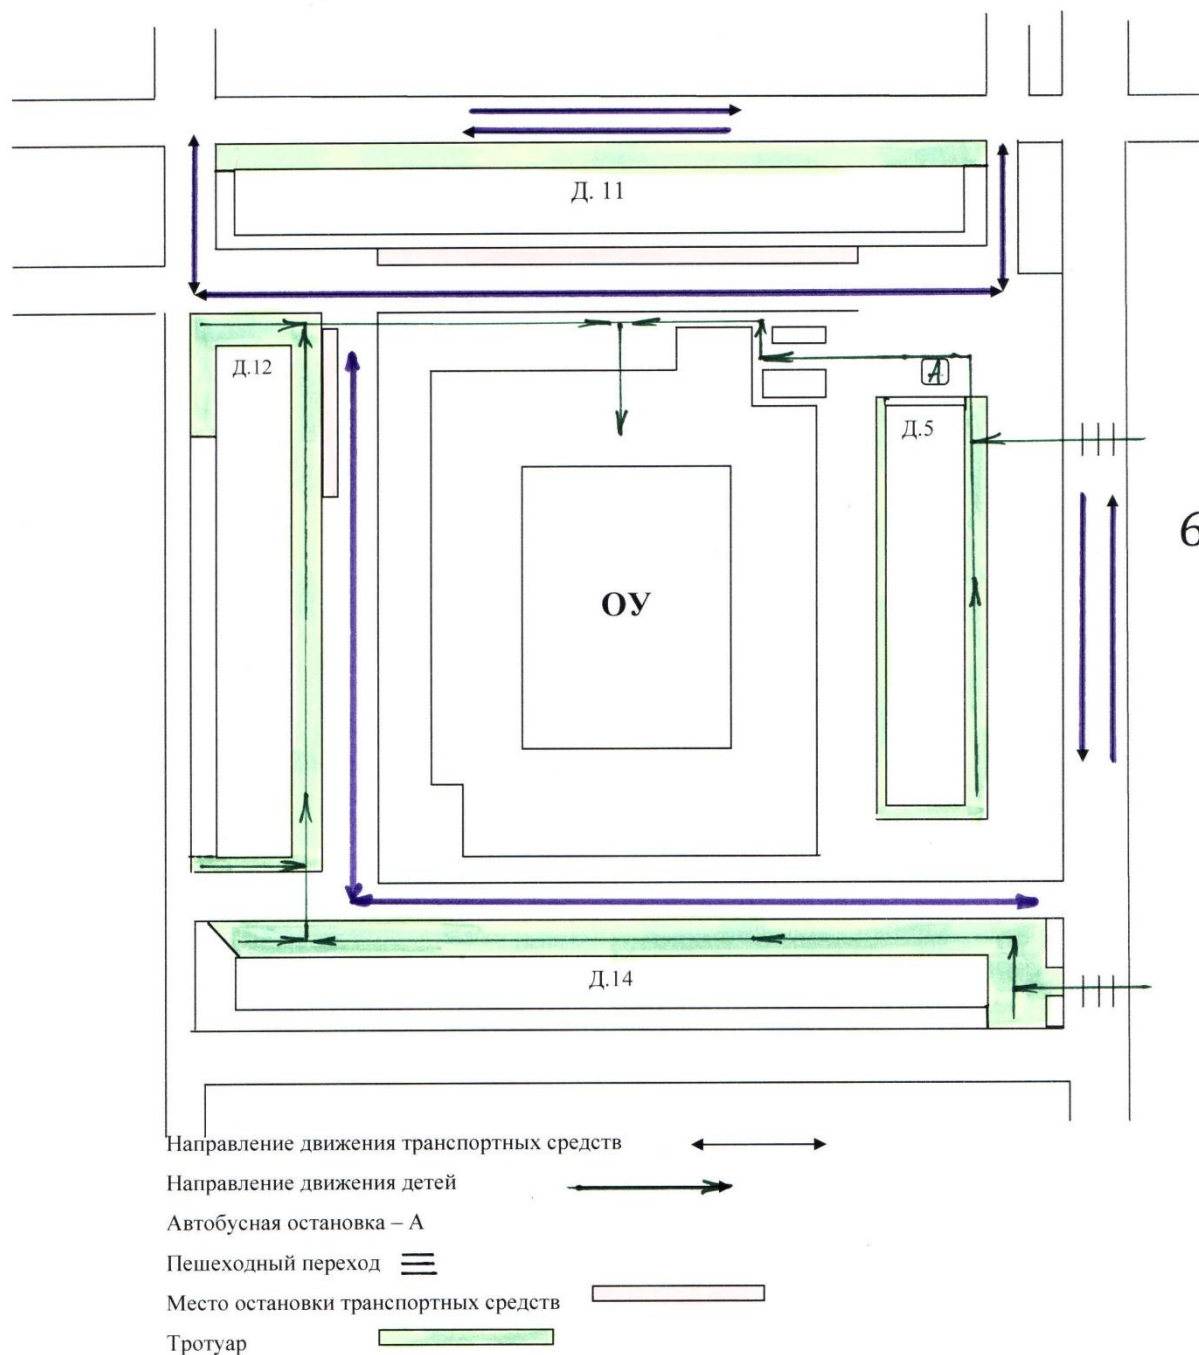 Д. 11
Д.12
А
Д.5
6
ОУ
Д.14
Направление движения транспортных средств
Направление движения детей
Автобусная остановка – А
Пешеходный переход
Место остановки транспортных средств
Тротуар